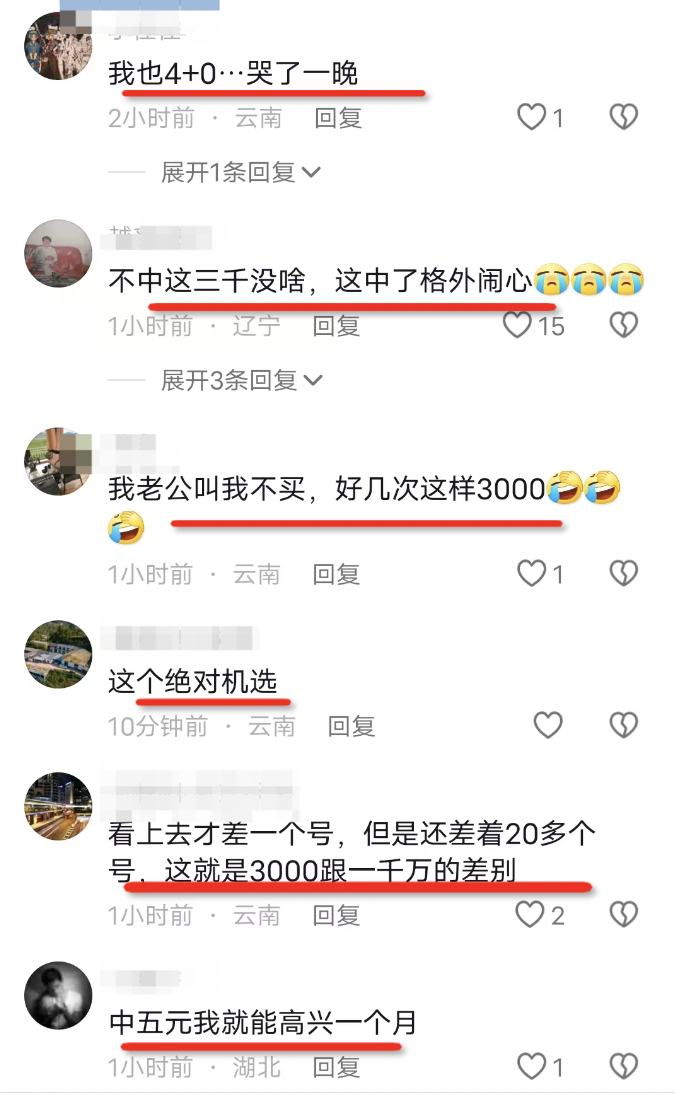 我也4+0…哭了一晚
2小时前 · 云南 回复 1
展开1条回复
不中这三千没啥，这中了格外闹心😭😭😭
1小时前 · 辽宁 回复 15
展开3条回复
我老公叫我不买，好几次这样3000🤣🤣
🤣
1小时前 · 云南 回复 1
这个绝对机选
10分钟前 · 云南 回复
看上去才差一个号，但是还差着20多个
号，这就是3000跟一千万的差别
1小时前 · 云南 回复 2
中五元我就能高兴一个月
1小时前 · 湖北 回复 1